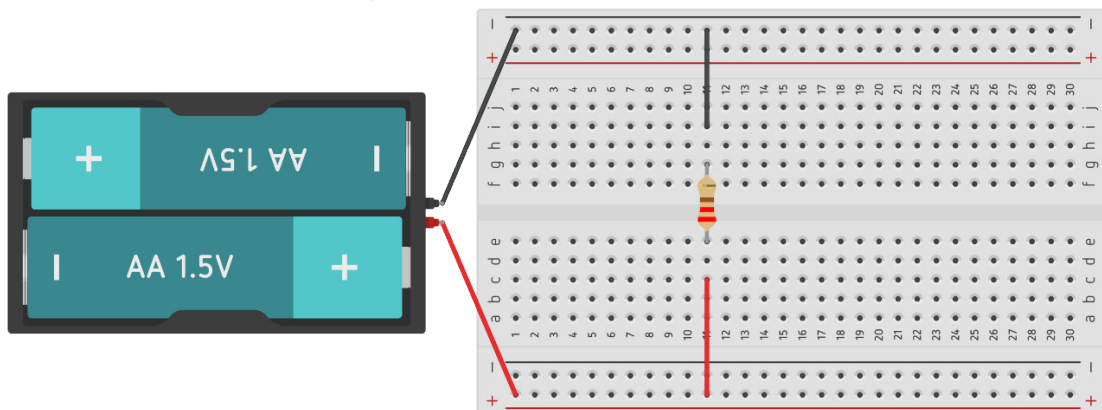 − −
+ +
1 2 3 4 5 6 7 8 9 10 11 12 13 14 15 16 17 18 19 20 21 22 23 24 25 26 27 28 29 30
j j
i i
h h
g g
f f
+ AA 1.5V −
− AA 1.5V +
e e
d d
c c
b b
a a
1 2 3 4 5 6 7 8 9 10 11 12 13 14 15 16 17 18 19 20 21 22 23 24 25 26 27 28 29 30
− −
+ +